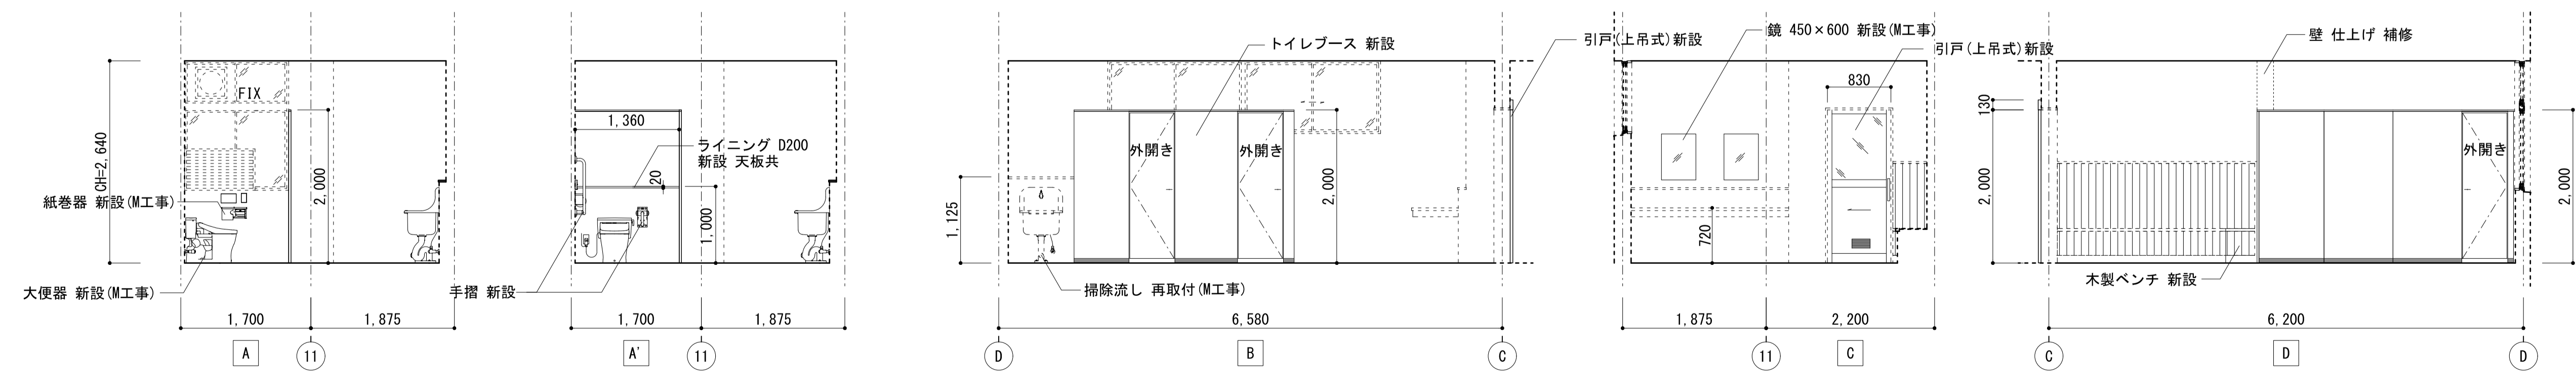 CH=2,640
FIX
2,000
紙巻器 新設(M工事)
大便器 新設(M工事)
1,700
1,875
A
11
1,360
ライニング D200
新設 天板共
20
1,000
手摺 新設
1,700
1,875
A'
11
トイレブース 新設
引戸(上吊式)新設
外開き
外開き
2,000
1,125
掃除流し 再取付(M工事)
6,580
D
B
C
鏡 450×600 新設(M工事)
引戸(上吊式)新設
830
720
1,875
2,200
11
C
壁 仕上げ 補修
130
2,000
外開き
2,000
木製ベンチ 新設
6,200
C
D
D